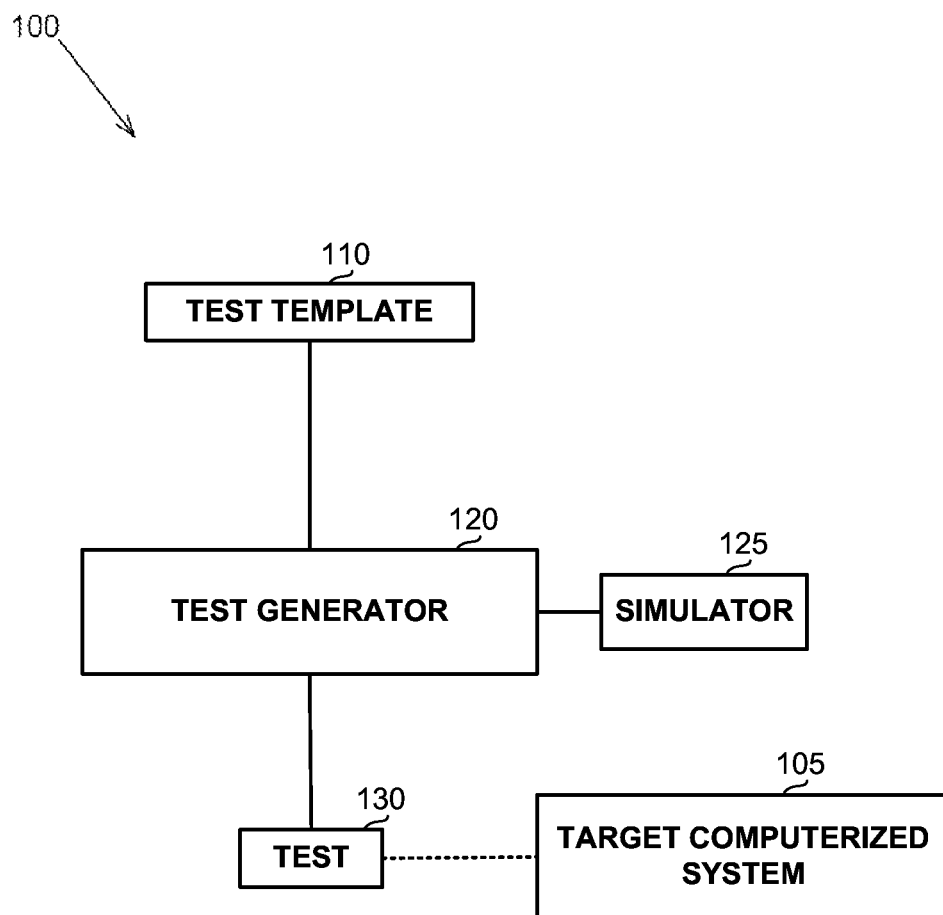 100
110
TEST TEMPLATE
120
125
TEST GENERATOR
SIMULATOR
105
130
TARGET COMPUTERIZED
SYSTEM
TEST